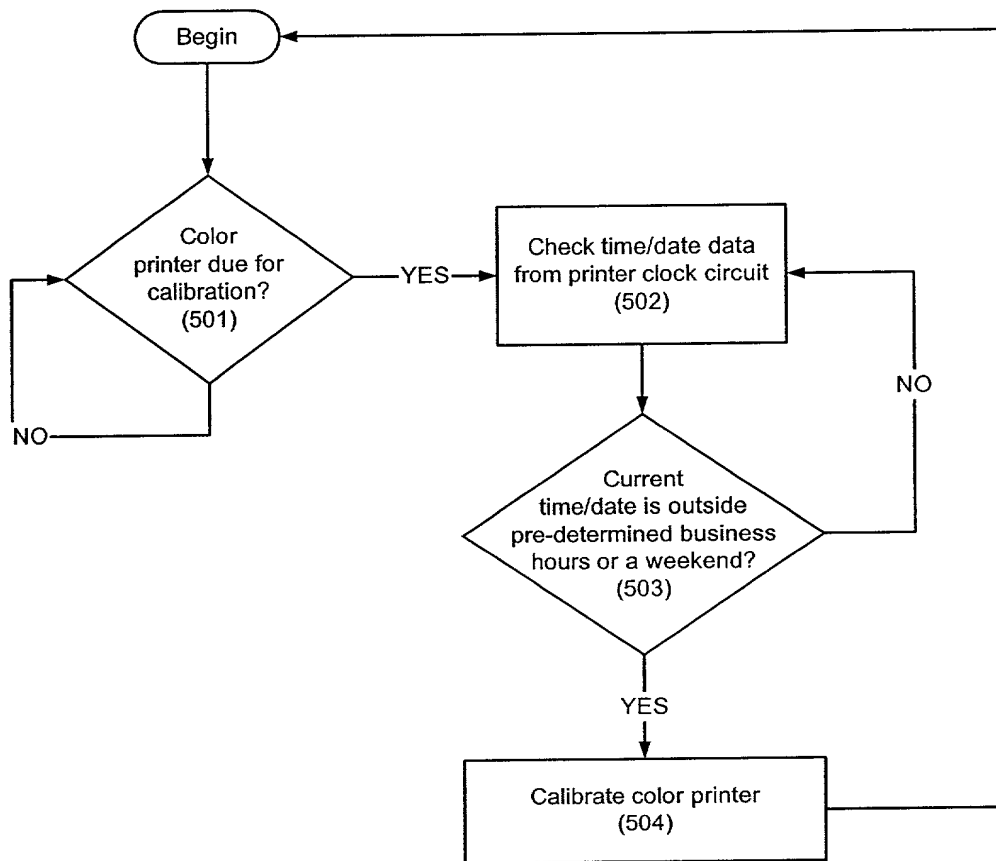 Begin
Color
printer due for
calibration?
(501)
YES
NO
Check time/date data
from printer clock circuit
(502)
NO
Current
time/date is outside
pre-determined business
hours or a weekend?
(503)
YES
Calibrate color printer
(504)